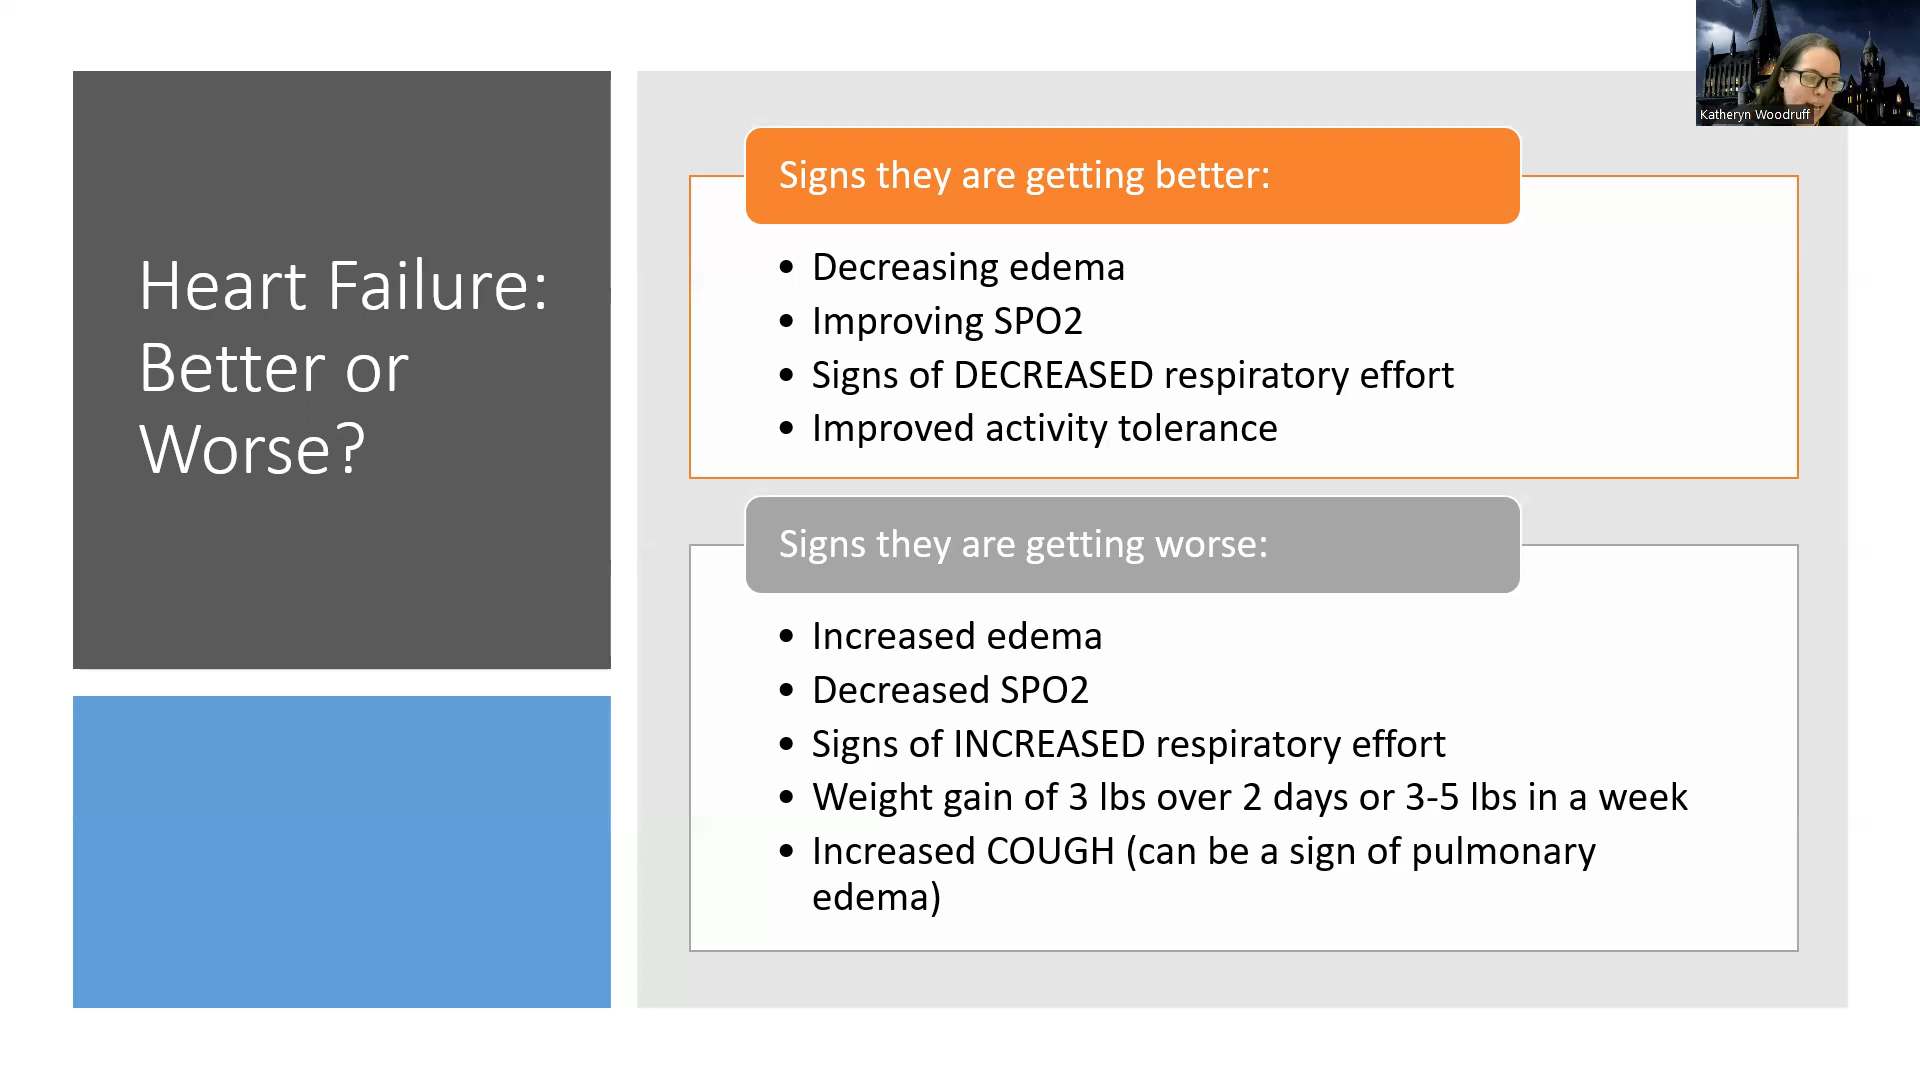 Heart Failure:
Better or
Worse?
Signs they are getting better:
• Decreasing edema
• Improving SPO2
• Signs of DECREASED respiratory effort
• Improved activity tolerance
Signs they are getting worse:
• Increased edema
• Decreased SPO2
• Signs of INCREASED respiratory effort
• Weight gain of 3 lbs over 2 days or 3-5 lbs in a week
• Increased COUGH (can be a sign of pulmonary
edema)
Katheryn Woodruff